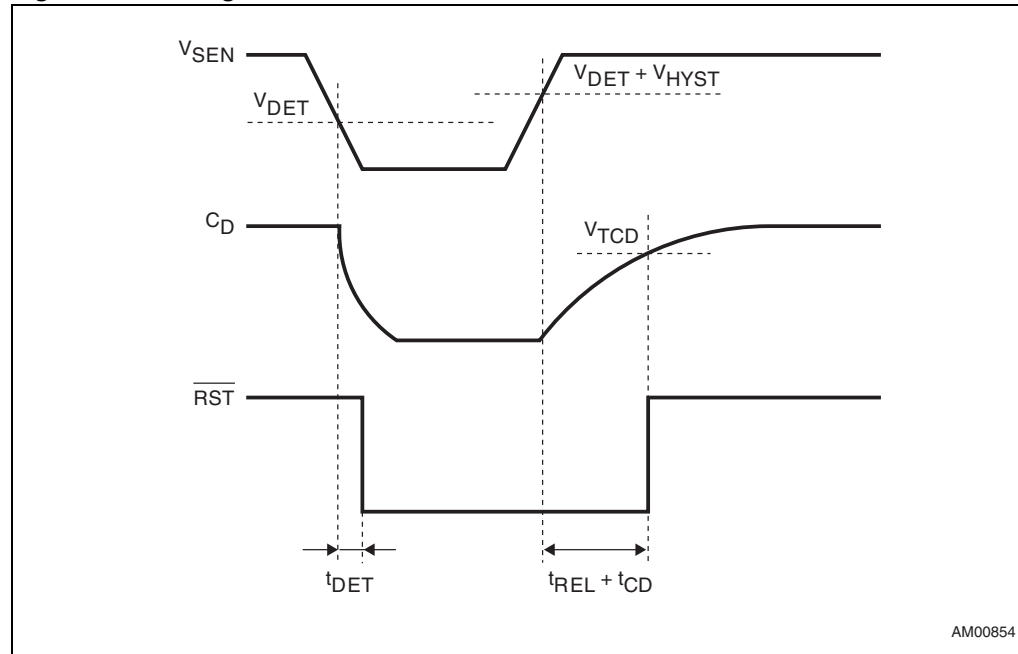 VSEN
VDET
VDET + VHYST
CD
VTCD
RST
tDET
tREL + tCD
AM00854